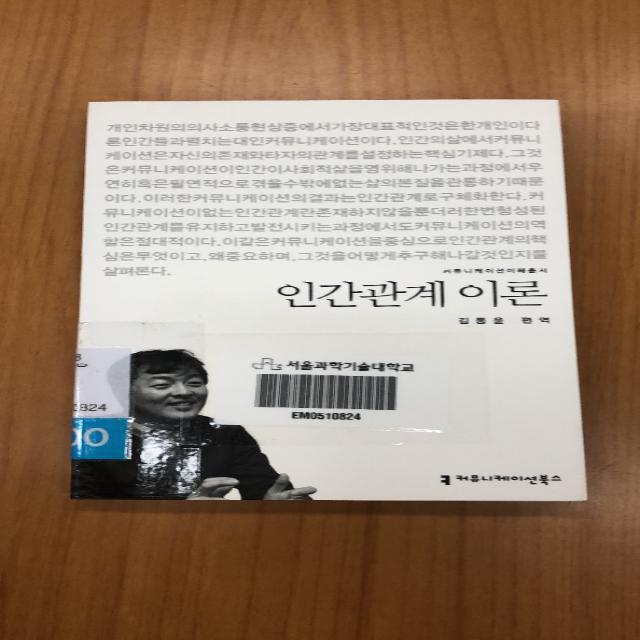 개인차원의의사소통현상중에서가장대표적인것은한개인이다
른인간들과펼치는대인커뮤니케이션이다. 인간의삶에서커뮤니
케이션은자신의존재와타자의관계를설정하는핵심기제다. 그것
은커뮤니케이션이인간이사회적삶을영위해나가는과정에서우
연히혹은필연적으로겪을수밖에없는삶의본질을관통하기때문
이다. 이러한커뮤니케이션의결과는인간관계로구체화한다. 커
뮤니케이션이없는인간관계란존재하지않을뿐더러한번형성된
인간관계를유지하고발전시키는과정에서도커뮤니케이션의역
할은절대적이다. 이같은커뮤니케이션을중심으로인간관계의핵
심은무엇이고, 왜중요하며, 그것을어떻게추구해나갈것인지를
살펴본다.
커뮤니케이션이해총서
인간관계 이론
김동윤 편역
서울과학기술대학교
EM0510824
0824
커뮤니케이션북스